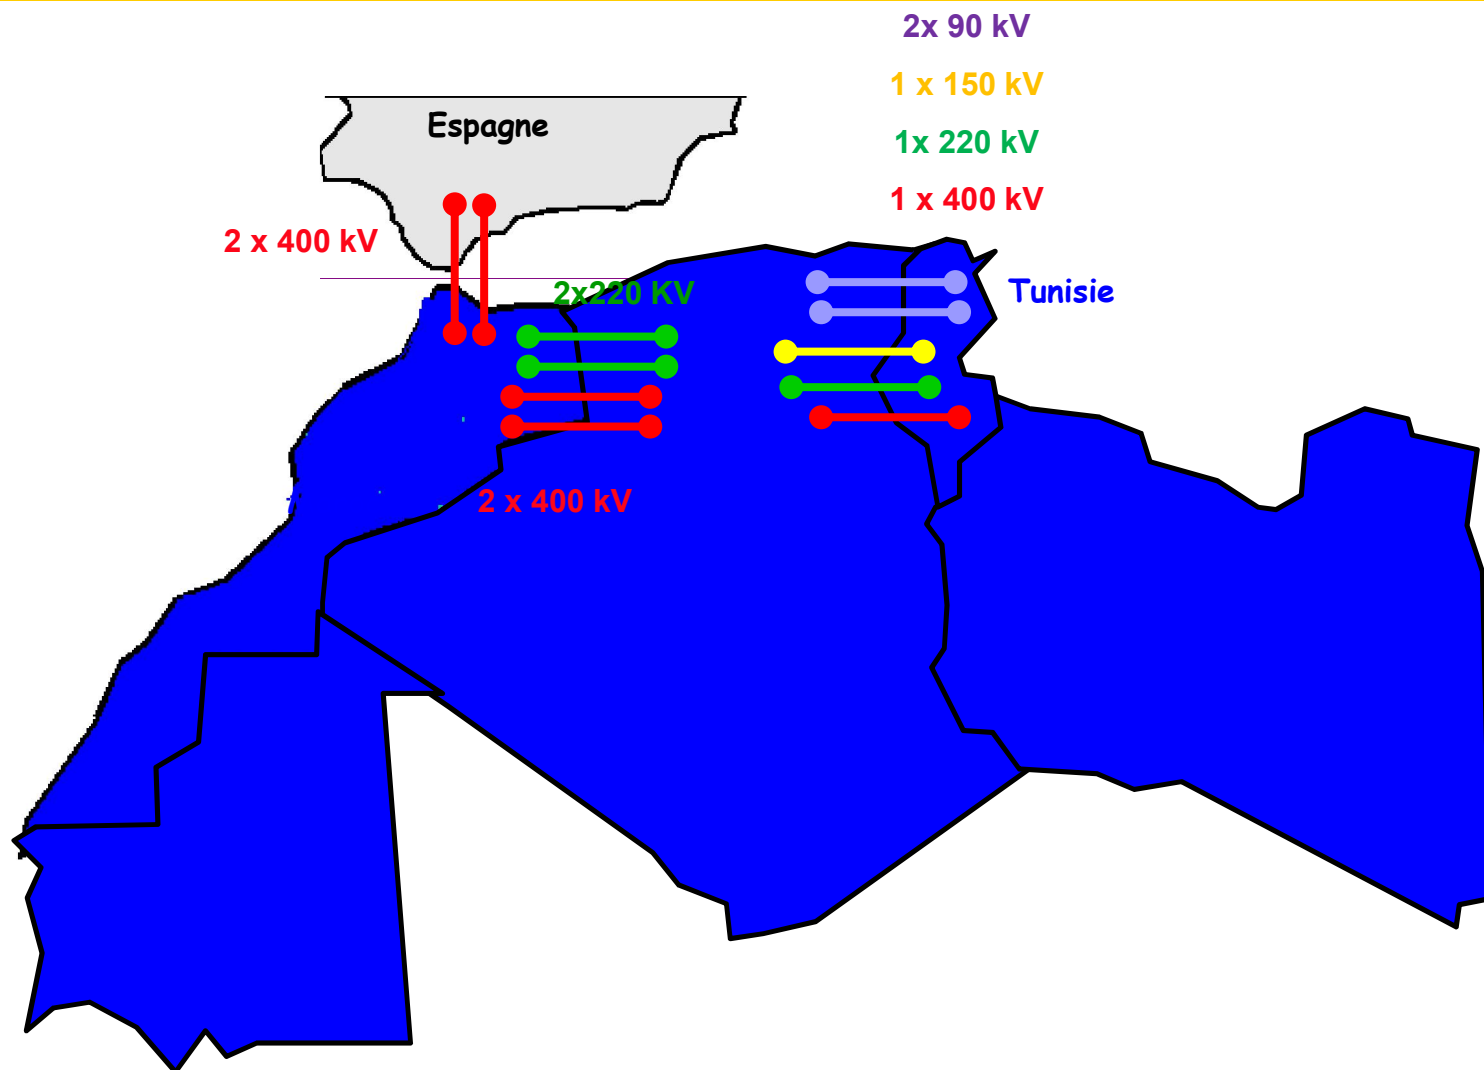 2x 90 kV
1 x 150 kV
1x 220 kV
1 x 400 kV
Espagne
2 x 400 kV
2x220 KV
Tunisie
2 x 400 kV